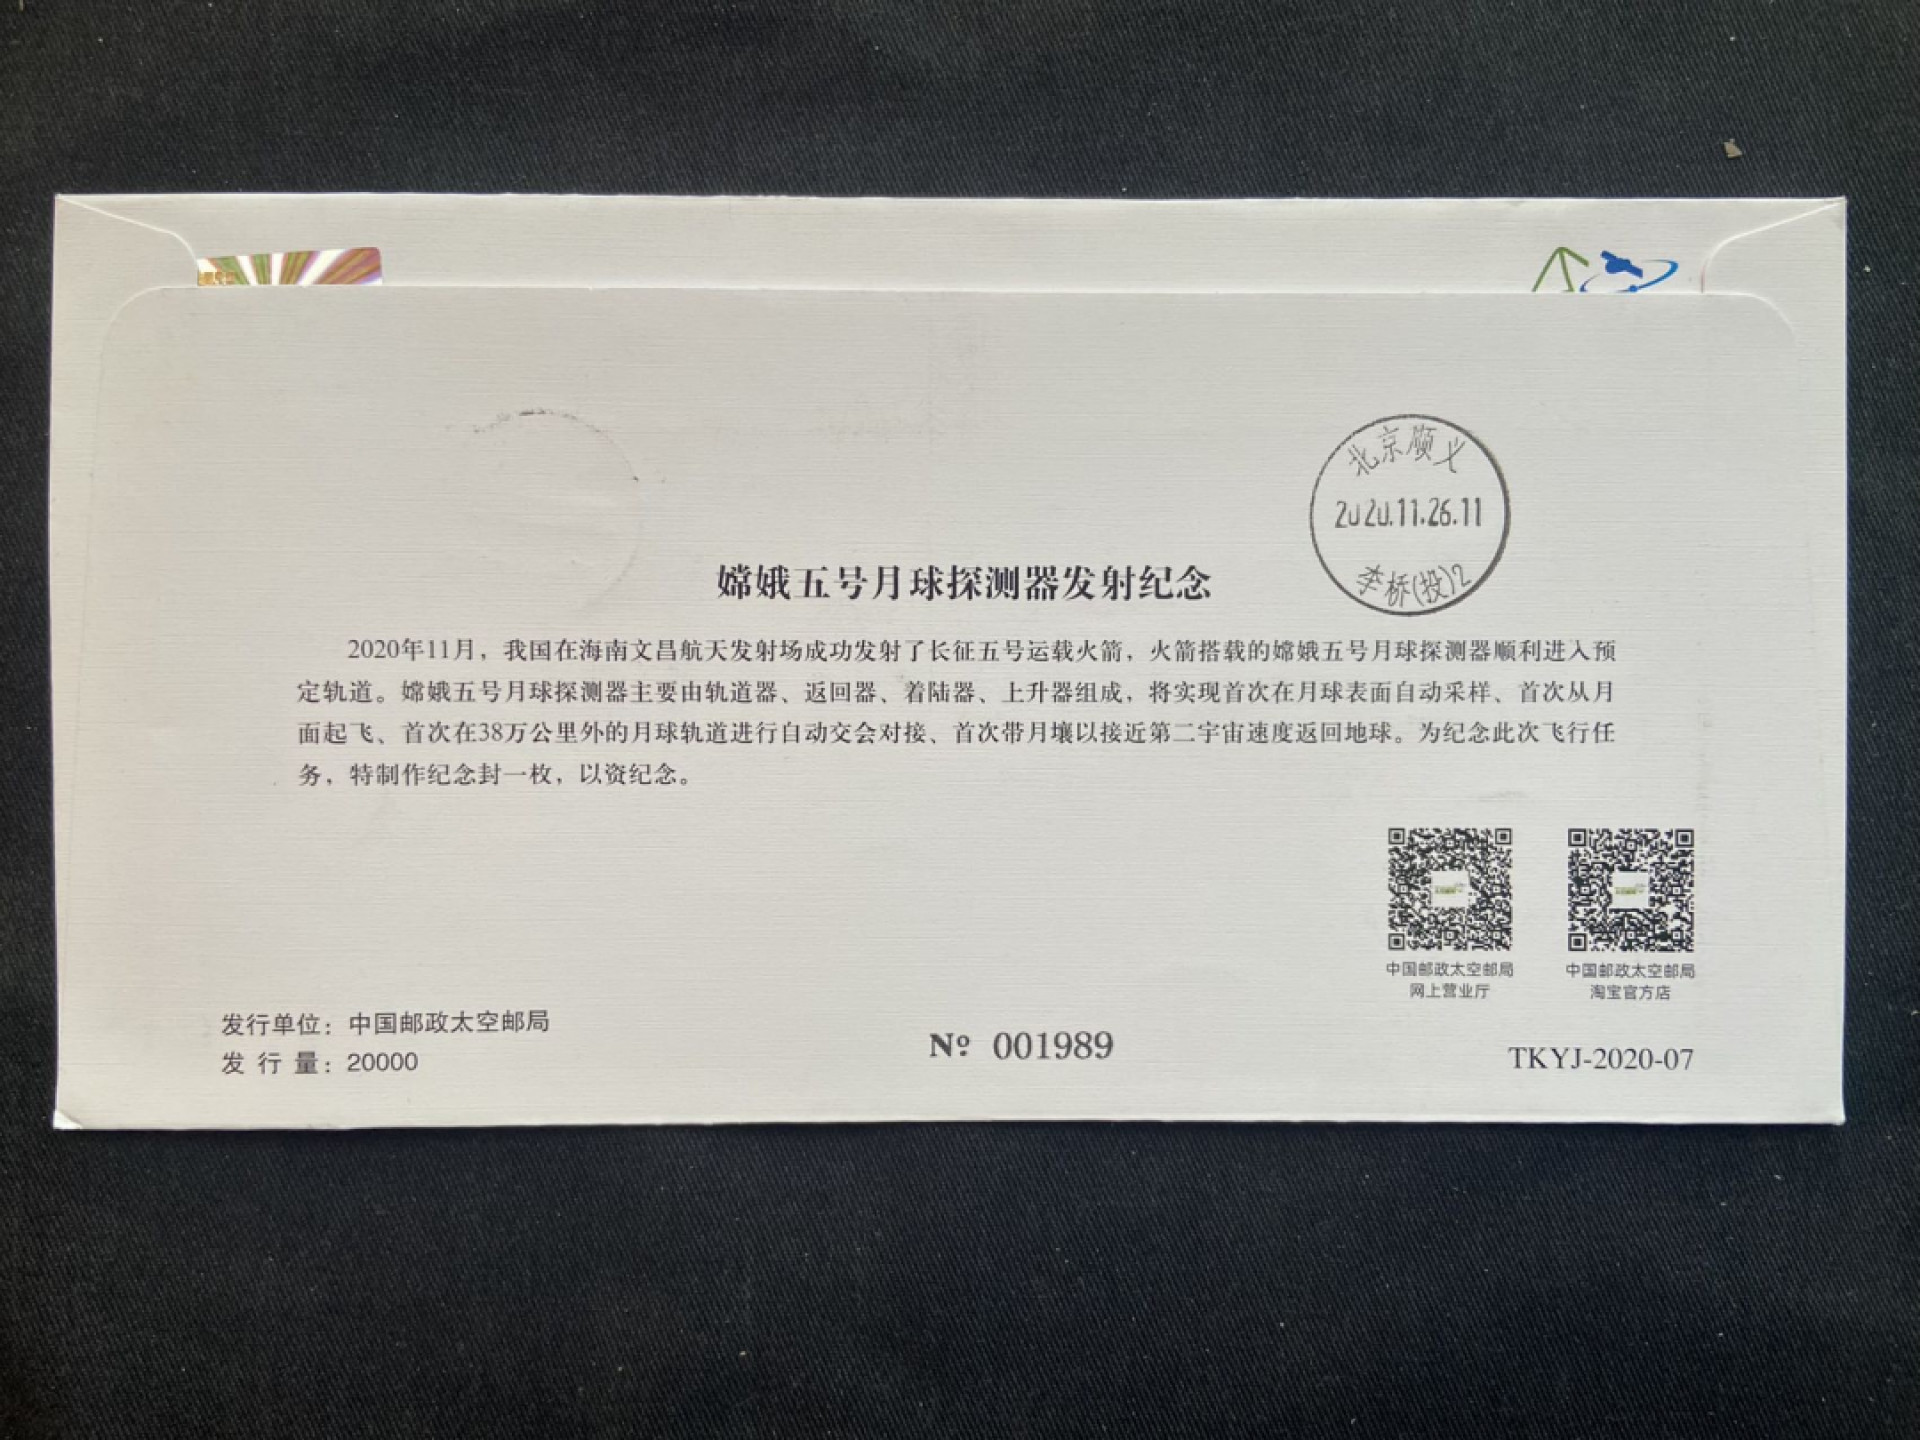 北京顺义
2020.11.26.11
李桥(投)2
嫦娥五号月球探测器发射纪念
2020年11月，我国在海南文昌航天发射场成功发射了长征五号运载火箭，火箭搭载的嫦娥五号月球探测器顺利进入预
定轨道。嫦娥五号月球探测器主要由轨道器、返回器、着陆器、上升器组成，将实现首次在月球表面自动采样、首次从月
面起飞、首次在38万公里外的月球轨道进行自动交会对接、首次带月壤以接近第二宇宙速度返回地球。为纪念此次飞行任
务，特制作纪念封一枚，以资纪念。
中国邮政太空邮局
网上营业厅
中国邮政太空邮局
淘宝官方店
发行单位：中国邮政太空邮局
发 行 量：20000
Nº 001989
TKYJ-2020-07